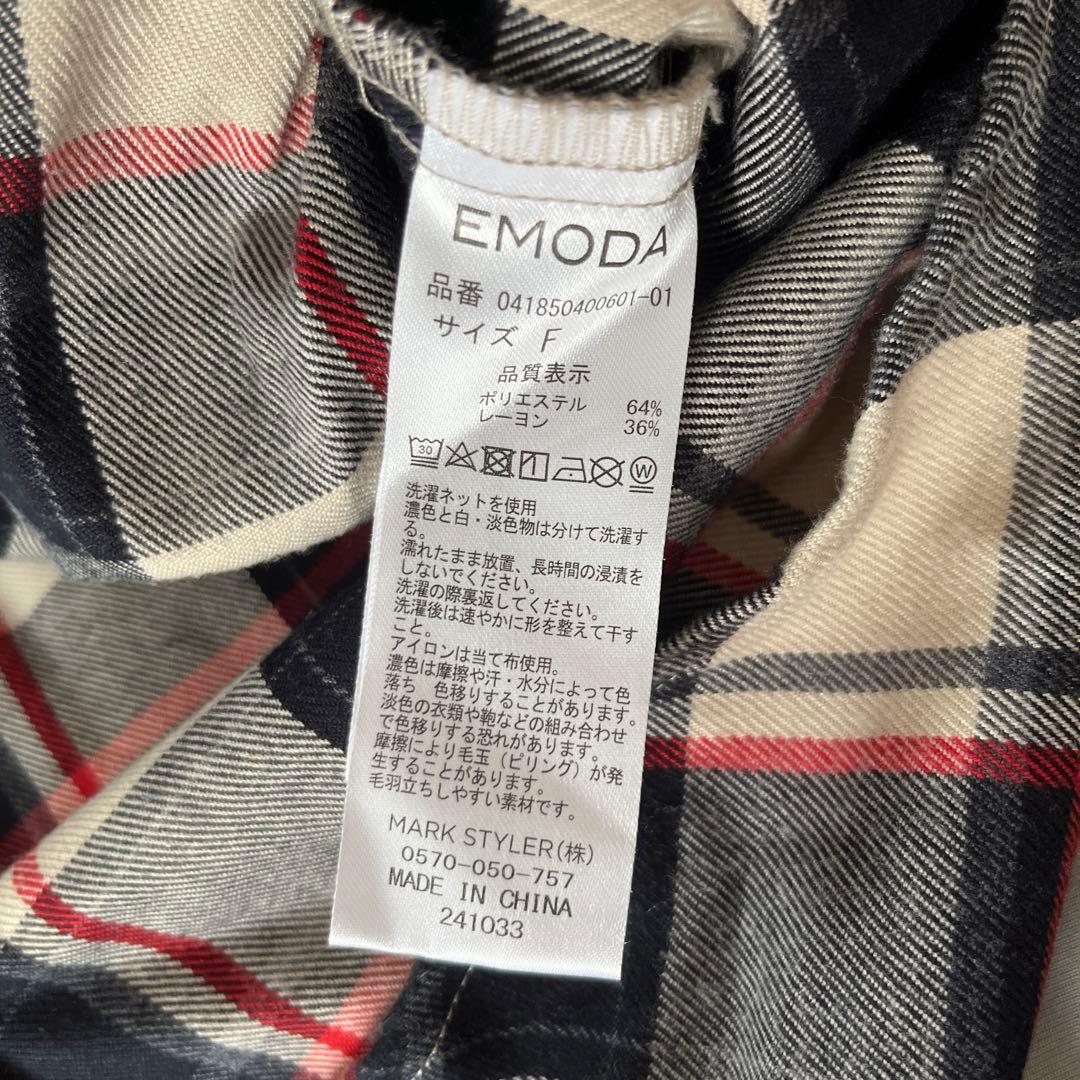 EMODA
品番 041850400601-01
サイズ F
品質表示
ポリエステル 64%
レーヨン 36%
30
W
洗濯ネットを使用
濃色と白・淡色物は分けて洗濯す
る。
濡れたまま放置、長時間の浸漬を
しないでください。
洗濯の際裏返してください。
洗濯後は速やかに形を整えて干す
こと。
アイロンは当て布使用。
濃色は摩擦や汗・水分によって色
落ち 色移りすることがあります。
淡色の衣類や鞄などの組み合わせ
で色移りする恐れがあります。
摩擦により毛玉（ピリング）が発
生することがあります。
毛羽立ちしやすい素材です。
MARK STYLER(株)
0570-050-757
MADE IN CHINA
241033